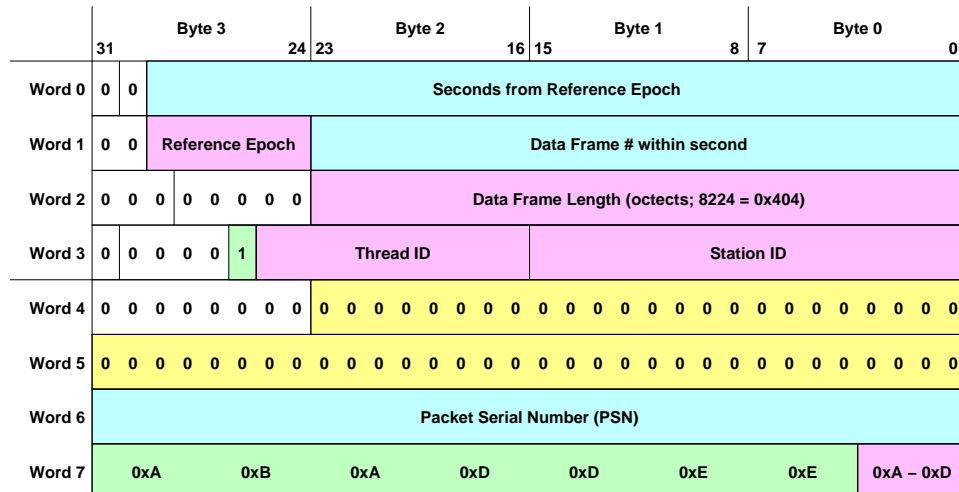 Byte 3 Byte 2 Byte 1 Byte 0
31 24 23 16 15 8 7 0
Word 0 0 0 Seconds from Reference Epoch
Word 1 0 0 Reference Epoch Data Frame # within second
Word 2 0 0 0 0 0 0 0 0 Data Frame Length (octects; 8224 = 0x404)
Word 3 0 0 0 0 0 1 Thread ID Station ID
Word 4 0 0 0 0 0 0 0 0 0 0 0 0 0 0 0 0 0 0 0 0 0 0 0 0 0 0 0 0 0 0 0 0
Word 5 0 0 0 0 0 0 0 0 0 0 0 0 0 0 0 0 0 0 0 0 0 0 0 0 0 0 0 0 0 0 0 0
Word 6 Packet Serial Number (PSN)
Word 7 0xA 0xB 0xA 0xD 0xD 0xE 0xE 0xA – 0xD